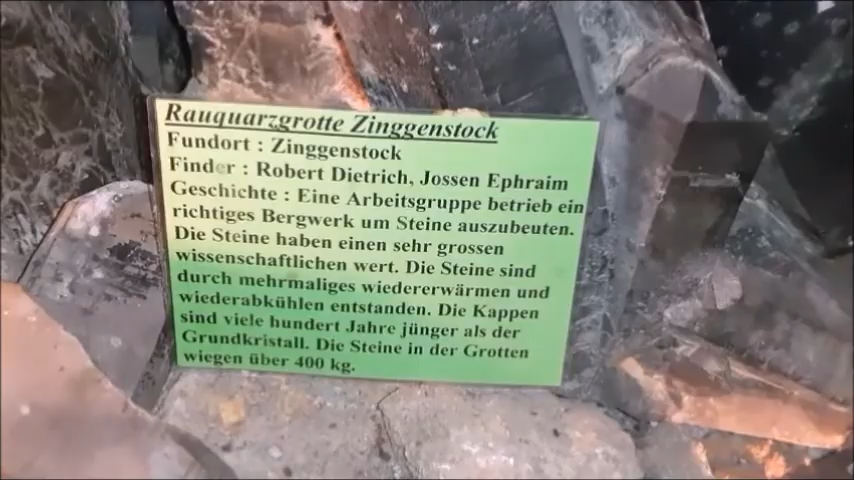 Rauquarzgrotte Zinggenstock
Fundort : Zinggenstock
Finder : Robert Dietrich, Jossen Ephraim
Geschichte : Eine Arbeitsgruppe betrieb ein
richtiges Bergwerk um Steine auszubeuten.
Die Steine haben einen sehr grossen
wissenschaftlichen wert. Die Steine sind
durch mehrmaliges wiedererwärmen und
wiederabkühlen entstanden. Die Kappen
sind viele hundert Jahre jünger als der
Grundkristall. Die Steine in der Grotten
wiegen über 400 kg.